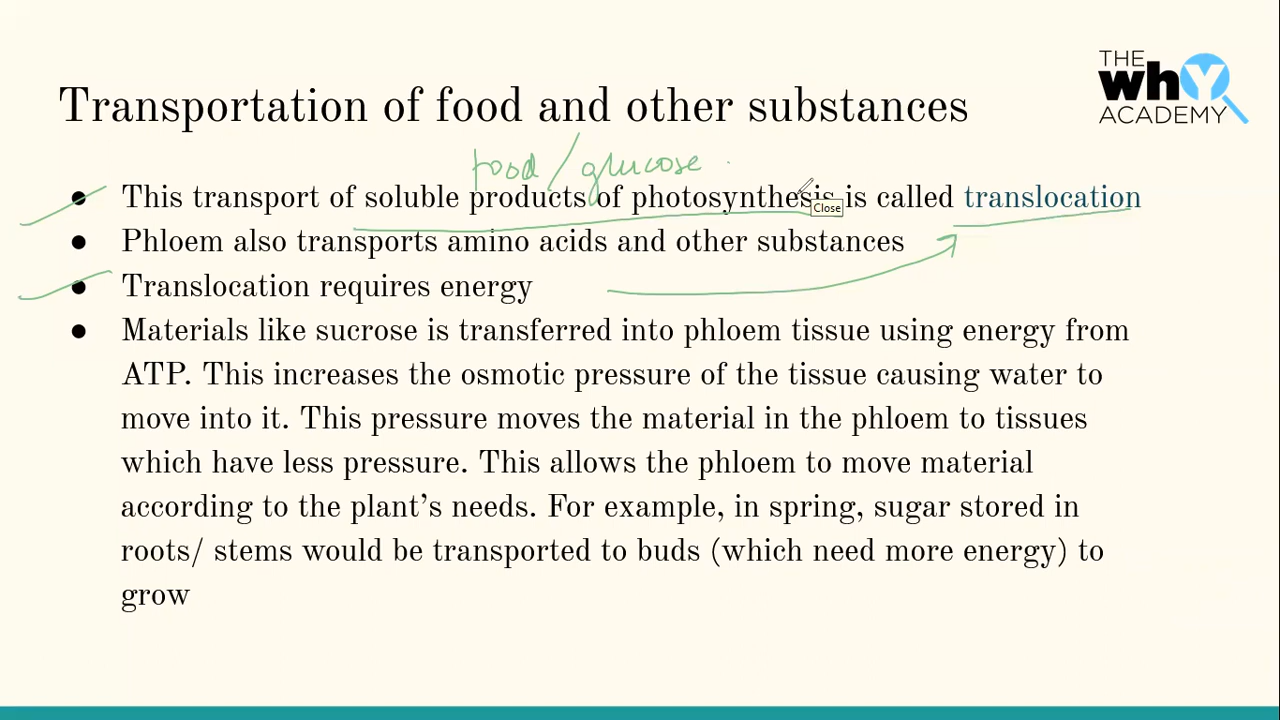 THE
whY
ACADEMY
Transportation of food and other substances
food / glucose
● This transport of soluble products of photosynthesis is called translocation
Close
● Phloem also transports amino acids and other substances
● Translocation requires energy
● Materials like sucrose is transferred into phloem tissue using energy from
ATP. This increases the osmotic pressure of the tissue causing water to
move into it. This pressure moves the material in the phloem to tissues
which have less pressure. This allows the phloem to move material
according to the plant’s needs. For example, in spring, sugar stored in
roots/ stems would be transported to buds (which need more energy) to
grow